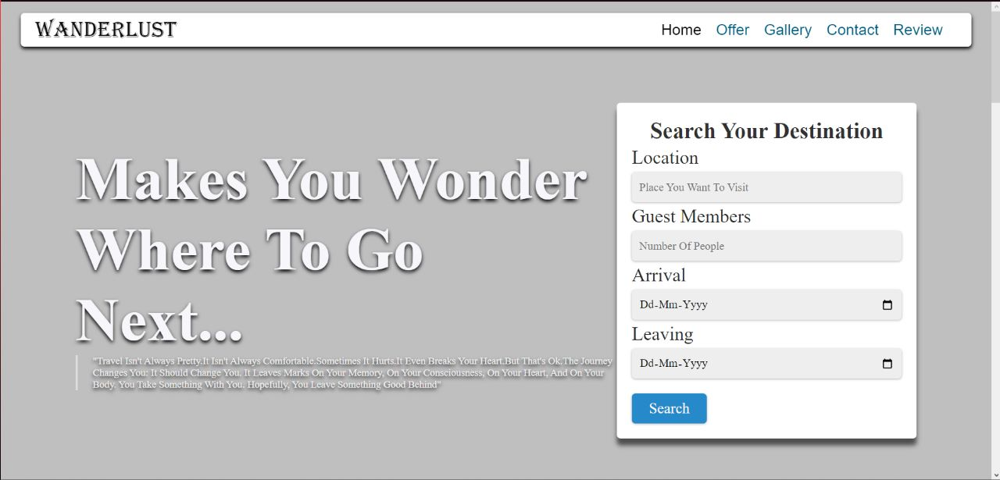 WANDERLUST
Home Offer Gallery Contact Review
Makes You Wonder
Where To Go
Next...
"Travel Isn't Always Pretty.It Isn't Always Comfortable.Sometimes It Hurts.It Even Breaks Your Heart.But That's Ok.The Journey
Changes You: It Should Change You. It Leaves Marks On Your Memory, On Your Consciousness, On Your Heart, And On Your
Body. You Take Something With You. Hopefully, You Leave Something Good Behind"
Search Your Destination
Location
Place You Want To Visit
Guest Members
Number Of People
Arrival
Dd-Mm-Yyyy
Leaving
Dd-Mm-Yyyy
Search